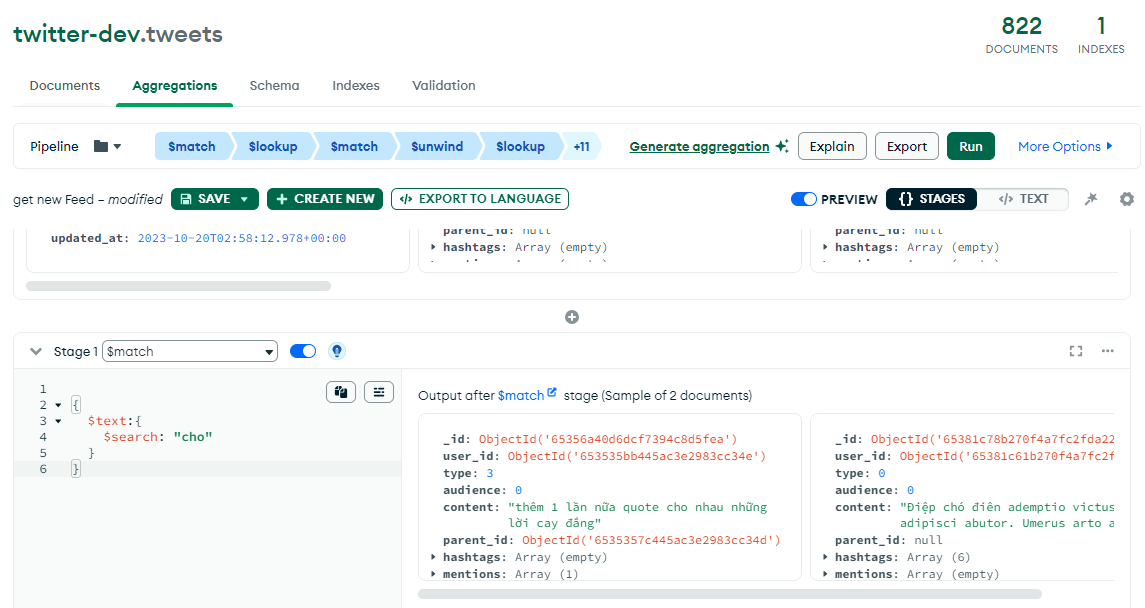 twitter-dev.tweets
822
DOCUMENTS
1
INDEXES
Documents
Aggregations
Schema
Indexes
Validation
Pipeline
$match
$lookup
$match
$unwind
$lookup
+11
Generate aggregation
Explain
Export
Run
More Options
get new Feed – modified
SAVE
CREATE NEW
</> EXPORT TO LANGUAGE
PREVIEW
{} STAGES
</> TEXT
updated_at: 2023-10-20T02:58:12.978+00:00
parent_id: null
hashtags: Array (empty)
parent_id: null
hashtags: Array (empty)
Stage 1 $match
1
2 {
3 $text:{
4 $search: "cho"
5 }
6 }
Output after $match stage (Sample of 2 documents)
_id: ObjectId('65356a40d6dcf7394c8d5fea')
user_id: ObjectId('653535bb445ac3e2983cc34e')
type: 3
audience: 0
content: "thêm 1 lần nữa quote cho nhau những
lời cay đắng"
parent_id: ObjectId('6535357c445ac3e2983cc34d')
hashtags: Array (empty)
mentions: Array (1)
_id: ObjectId('65381c78b270f4a7fc2fda22
user_id: ObjectId('65381c61b270f4a7fc2f
type: 0
audience: 0
content: "Điệp chó điên ademptio victus
adipisci abutor. Umerus arto a
parent_id: null
hashtags: Array (6)
mentions: Array (empty)